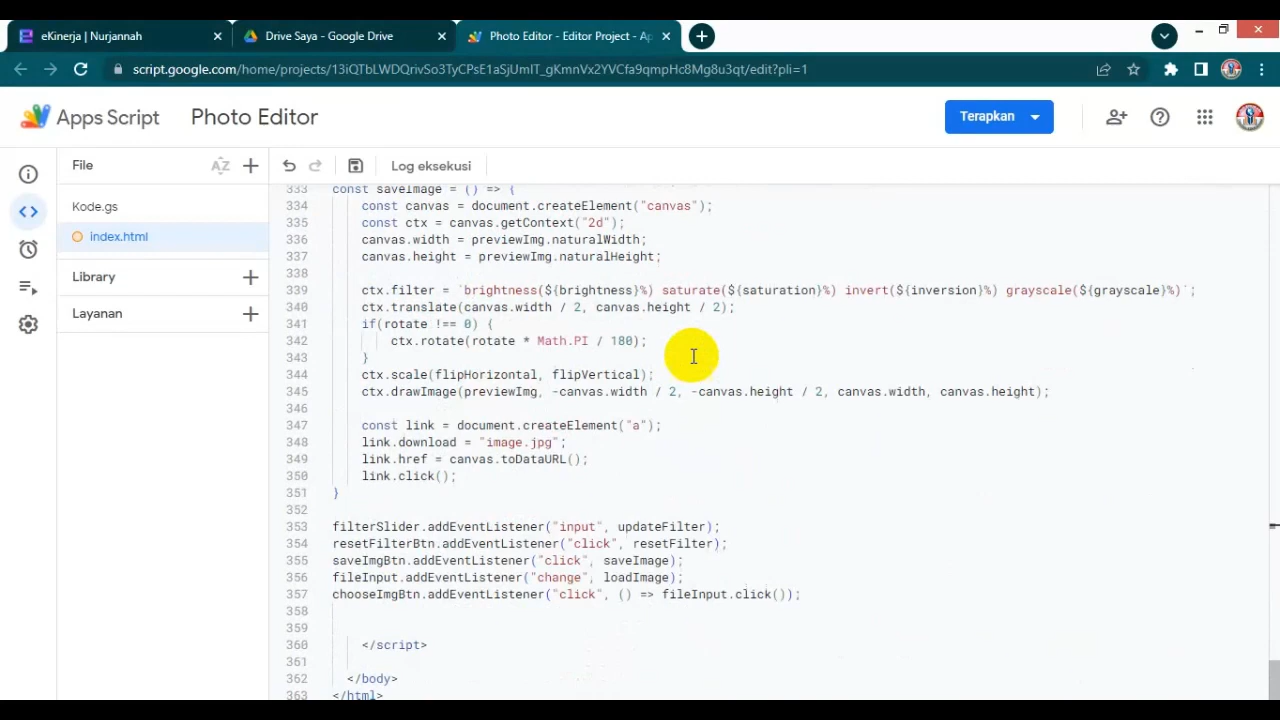 eKinerja | Nurjannah
Drive Saya - Google Drive
Photo Editor - Editor Project - Ap
script.google.com/home/projects/13iQTbLWDQrivSo3TyCPsE1aSjUmIT_gKmnVx2YVCfa9qmpHc8Mg8u3qt/edit?pli=1
Apps Script
Photo Editor
Terapkan
File
AZ
Log eksekusi
Kode.gs
index.html
Library
Layanan
333 const saveImage = () => {
334 const canvas = document.createElement("canvas");
335 const ctx = canvas.getContext("2d");
336 canvas.width = previewImg.naturalWidth;
337 canvas.height = previewImg.naturalHeight;
338
339 ctx.filter = `brightness(${brightness}%) saturate(${saturation}%) invert(${inversion}%) grayscale(${grayscale}%)`;
340 ctx.translate(canvas.width / 2, canvas.height / 2);
341 if(rotate !== 0) {
342 ctx.rotate(rotate * Math.PI / 180);
343 }
344 ctx.scale(flipHorizontal, flipVertical);
345 ctx.drawImage(previewImg, -canvas.width / 2, -canvas.height / 2, canvas.width, canvas.height);
346
347 const link = document.createElement("a");
348 link.download = "image.jpg";
349 link.href = canvas.toDataURL();
350 link.click();
351 }
352
353 filterSlider.addEventListener("input", updateFilter);
354 resetFilterBtn.addEventListener("click", resetFilter);
355 saveImgBtn.addEventListener("click", saveImage);
356 fileInput.addEventListener("change", loadImage);
357 chooseImgBtn.addEventListener("click", () => fileInput.click());
358
359
360 </script>
361
362 </body>
363 </html>